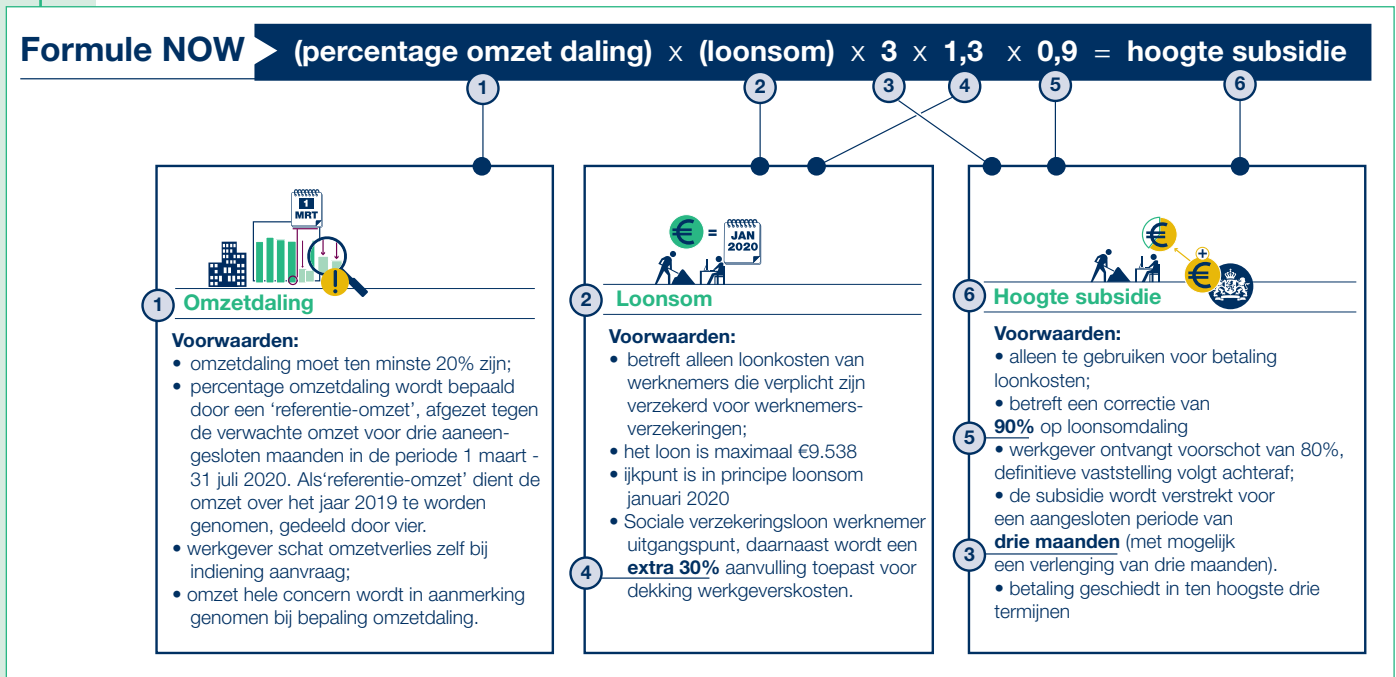 Formule NOW (percentage omzet daling) x (loonsom) x 3 x 1,3 x 0,9 = hoogte subsidie
1 2 3 4 5 6
1
MRT
1 Omzetdaling
Voorwaarden:
• omzetdaling moet ten minste 20% zijn;
• percentage omzetdaling wordt bepaald
door een ‘referentie-omzet’, afgezet tegen
de verwachte omzet voor drie aaneen-
gesloten maanden in de periode 1 maart -
31 juli 2020. Als‘referentie-omzet’ dient de
omzet over het jaar 2019 te worden
genomen, gedeeld door vier.
• werkgever schat omzetverlies zelf bij
indiening aanvraag;
• omzet hele concern wordt in aanmerking
genomen bij bepaling omzetdaling.
€ = JAN
2020
2 Loonsom
Voorwaarden:
• betreft alleen loonkosten van
werknemers die verplicht zijn
verzekerd voor werknemers-
verzekeringen;
• het loon is maximaal €9.538
• ijkpunt is in principe loonsom
januari 2020
• Sociale verzekeringsloon werknemer
uitgangspunt, daarnaast wordt een
4 extra 30% aanvulling toepast voor
dekking werkgeverskosten.
€
+
€
6 Hoogte subsidie
Voorwaarden:
• alleen te gebruiken voor betaling
loonkosten;
• betreft een correctie van
5 90% op loonsomdaling
• werkgever ontvangt voorschot van 80%,
definitieve vaststelling volgt achteraf;
• de subsidie wordt verstrekt voor
een aangesloten periode van
3 drie maanden (met mogelijk
een verlenging van drie maanden).
• betaling geschiedt in ten hoogste drie
termijnen